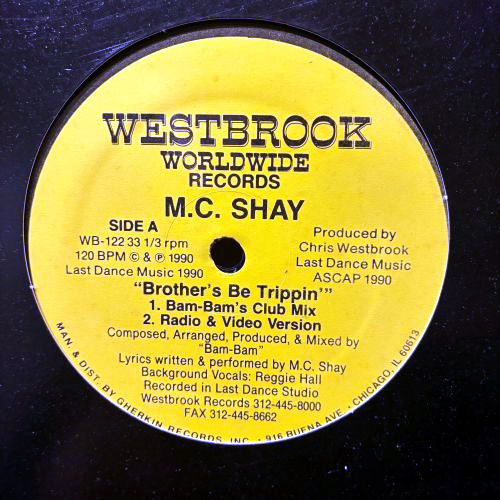 WESTBROOK
WORLDWIDE
RECORDS
M.C. SHAY
SIDE A
WB-122 33 1/3 rpm
120 BPM © & ℗ 1990
Last Dance Music 1990
Produced by
Chris Westbrook
Last Dance Music
ASCAP 1990
"Brother's Be Trippin'"
1. Bam-Bam's Club Mix
2. Radio & Video Version
Composed, Arranged, Produced, & Mixed by
"Bam-Bam"
Lyrics written & performed by M.C. Shay
Background Vocals: Reggie Hall
Recorded in Last Dance Studio
Westbrook Records 312-445-8000
FAX 312-445-8662
MAN. & DIST. BY GHERKIN RECORDS, INC. • 916 BUENA AVE. • CHICAGO, IL 60613